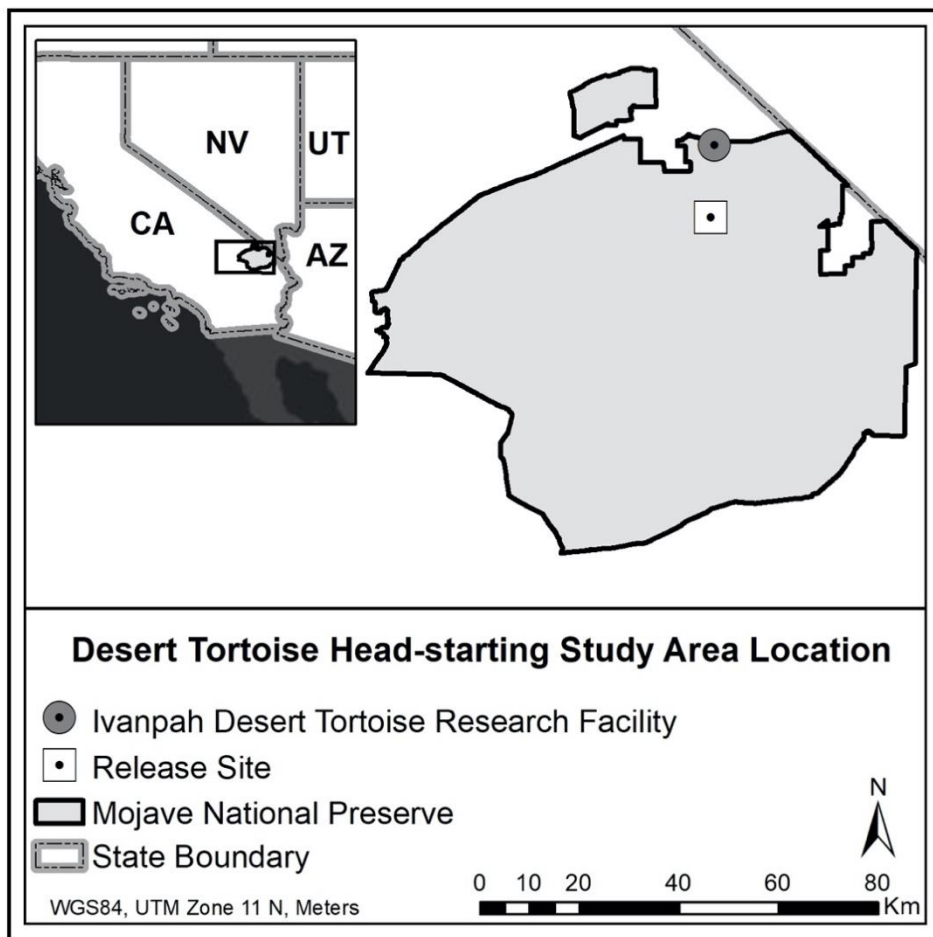 NV
UT
CA
AZ
Desert Tortoise Head-starting Study Area Location
Ivanpah Desert Tortoise Research Facility
Release Site
Mojave National Preserve
State Boundary
N
WGS84, UTM Zone 11 N, Meters
0 10 20 40 60 80
Km